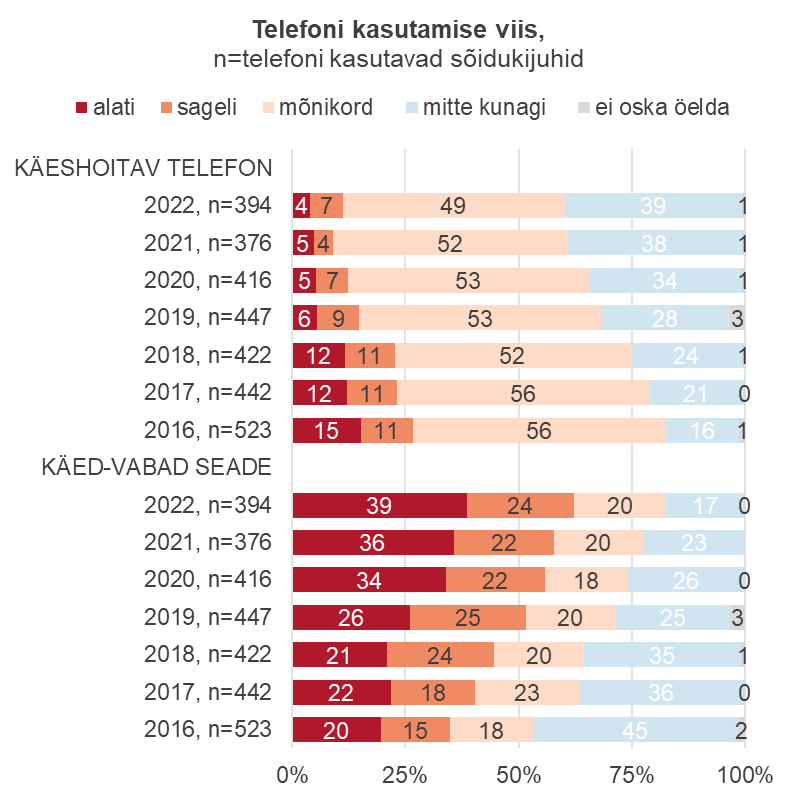 Telefoni kasutamise viis,
n=telefoni kasutavad sõidukijuhid
alati sageli mõnikord mitte kunagi ei oska öelda
KÄESHOITAV TELEFON
2022, n=394 4 7 49 39 1
2021, n=376 5 4 52 38 1
2020, n=416 5 7 53 34 1
2019, n=447 6 9 53 28 3
2018, n=422 12 11 52 24 1
2017, n=442 12 11 56 21 0
2016, n=523 15 11 56 16 1
KÄED-VABAD SEADE
2022, n=394 39 24 20 17 0
2021, n=376 36 22 20 23
2020, n=416 34 22 18 26 0
2019, n=447 26 25 20 25 3
2018, n=422 21 24 20 35 1
2017, n=442 22 18 23 36 0
2016, n=523 20 15 18 45 2
0% 25% 50% 75% 100%